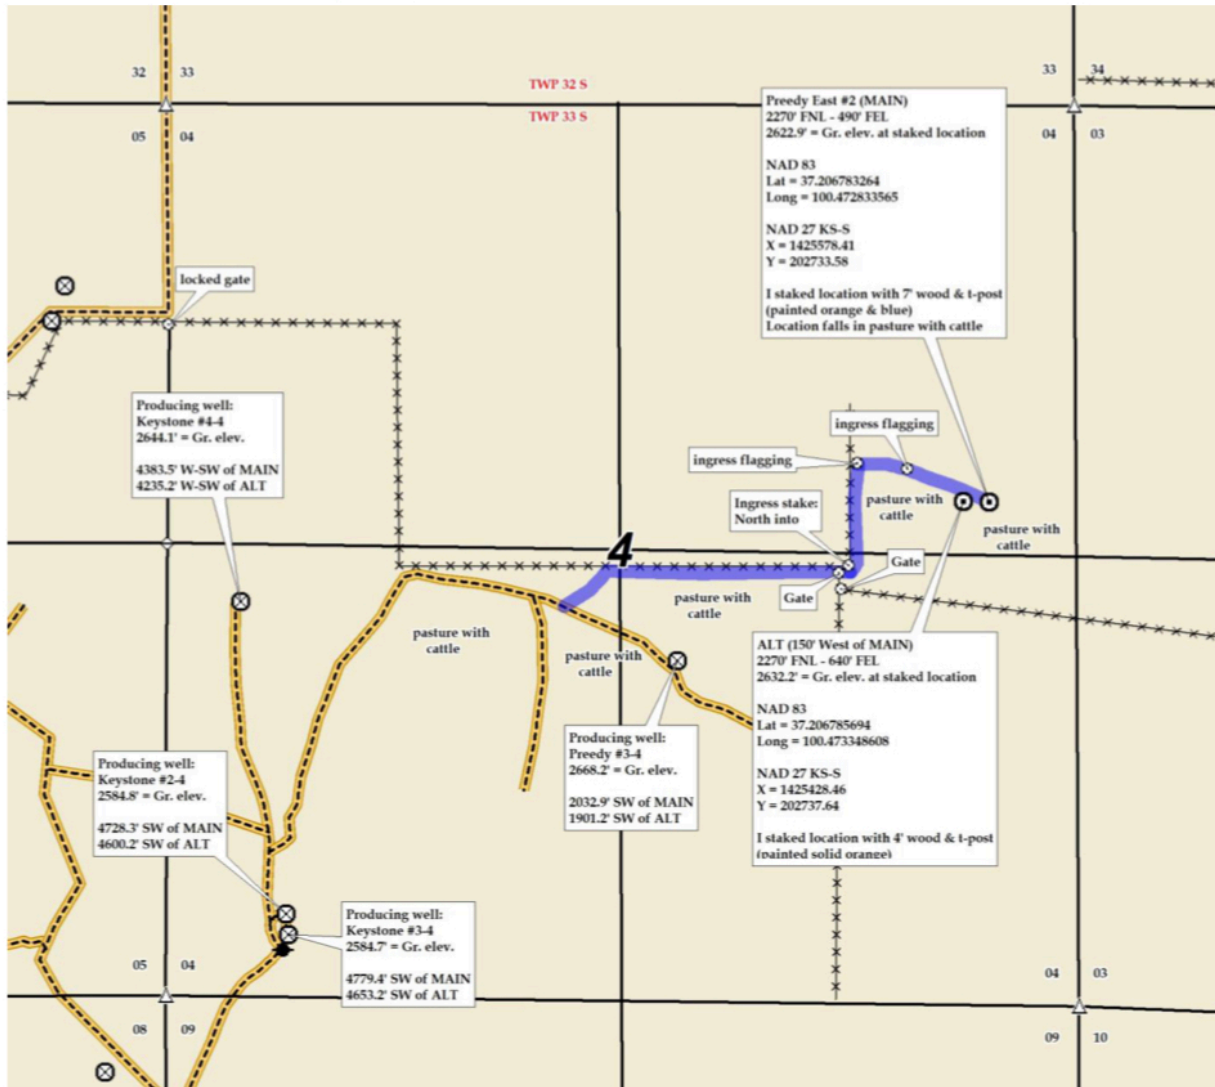 32 33
33 34
TWP 32 S
TWP 33 S
05 04
04 03
Preedy East #2 (MAIN)
2270' FNL - 490' FEL
2622.9' = Gr. elev. at staked location
NAD 83
Lat = 37.206783264
Long = 100.472833565
NAD 27 KS-S
X = 1425578.41
Y = 202733.58
I staked location with 7' wood & t-post
(painted orange & blue)
Location falls in pasture with cattle
locked gate
Producing well:
Keystone #4-4
2644.1' = Gr. elev.
4383.5' W-SW of MAIN
4235.2' W-SW of ALT
ingress flagging
ingress flagging
Ingress stake:
North into
pasture with
cattle
pasture with
cattle
4
Gate
Gate
pasture with
cattle
pasture with
cattle
pasture with
cattle
ALT (150' West of MAIN)
2270' FNL - 640' FEL
2632.2' = Gr. elev. at staked location
NAD 83
Lat = 37.206785694
Long = 100.473348608
NAD 27 KS-S
X = 1425428.46
Y = 202737.64
I staked location with 4' wood & t-post
(painted solid orange)
Producing well:
Preedy #3-4
2668.2' = Gr. elev.
2032.9' SW of MAIN
1901.2' SW of ALT
Producing well:
Keystone #2-4
2584.8' = Gr. elev.
4728.3' SW of MAIN
4600.2' SW of ALT
Producing well:
Keystone #3-4
2584.7' = Gr. elev.
4779.4' SW of MAIN
4653.2' SW of ALT
05 04
04 03
08 09
09 10